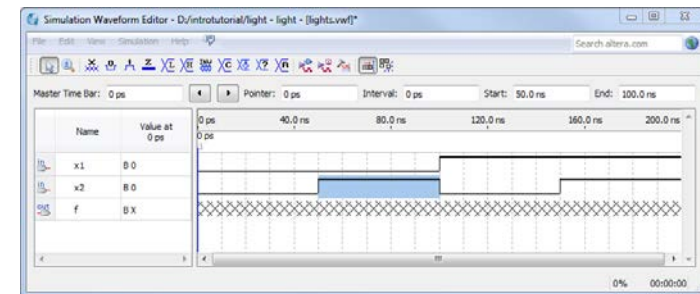 Simulation Waveform Editor - D:/introtutorial/light - light - [lights.vwf]*
File Edit View Simulation Help
Search altera.com
Master Time Bar: 0 ps Pointer: 0 ps Interval: 0 ps Start: 50.0 ns End: 100.0 ns
Name Value at 0 ps
0 ps 40.0 ns 80.0 ns 120.0 ns 160.0 ns 200.0 ns
0 ps
x1 B 0
x2 B 0
f B X
0% 00:00:00